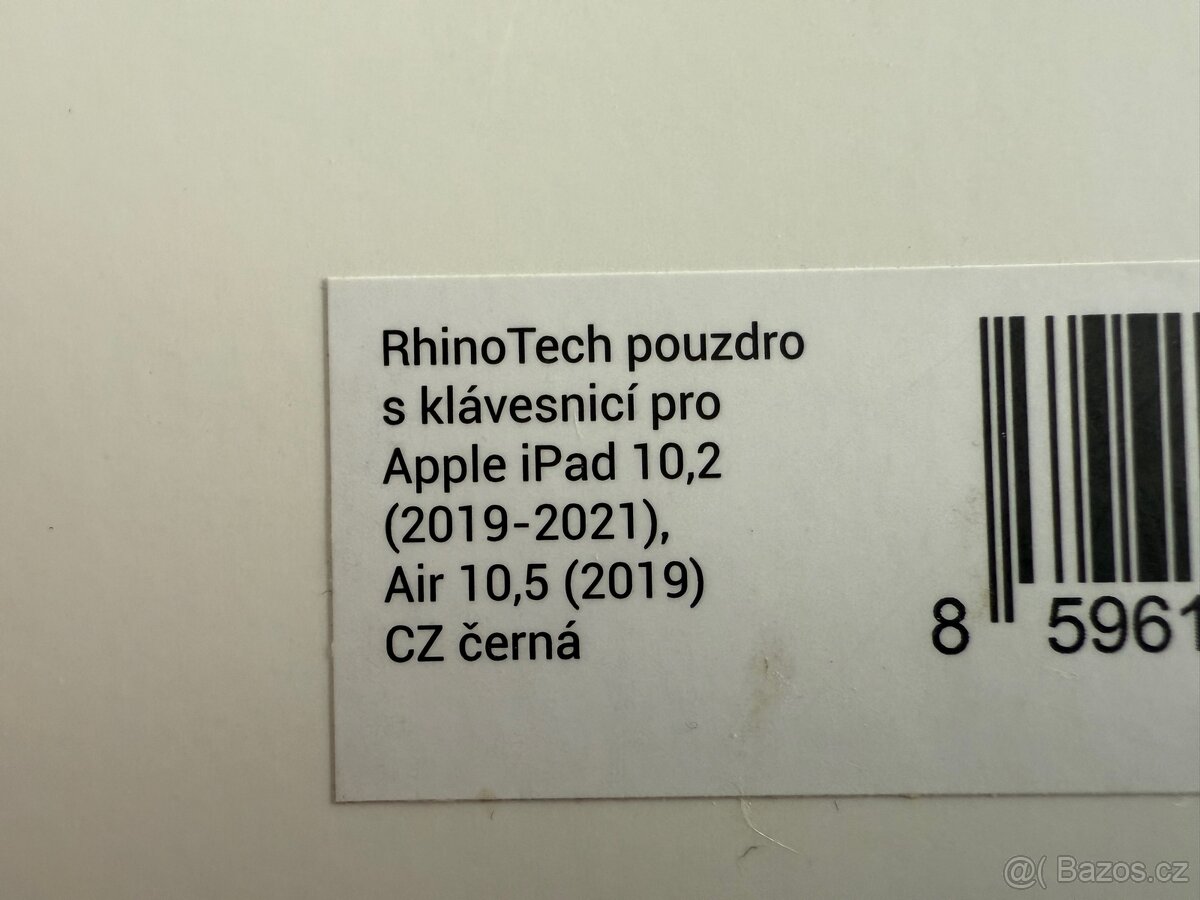 RhinoTech pouzdro
s klávesnicí pro
Apple iPad 10,2
(2019-2021),
Air 10,5 (2019)
CZ černá
8 5961
@( Bazos.cz